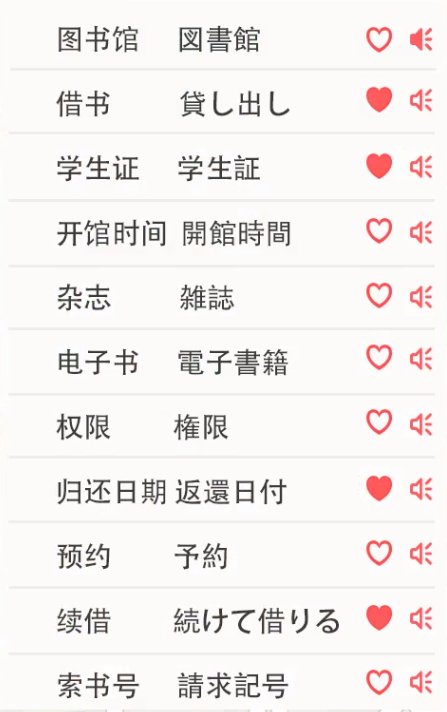 图书馆 図書館
借书 貸し出し
学生证 学生証
开馆时间 開館時間
杂志 雑誌
电子书 電子書籍
权限 権限
归还日期 返還日付
预约 予約
续借 続けて借りる
索书号 請求記号